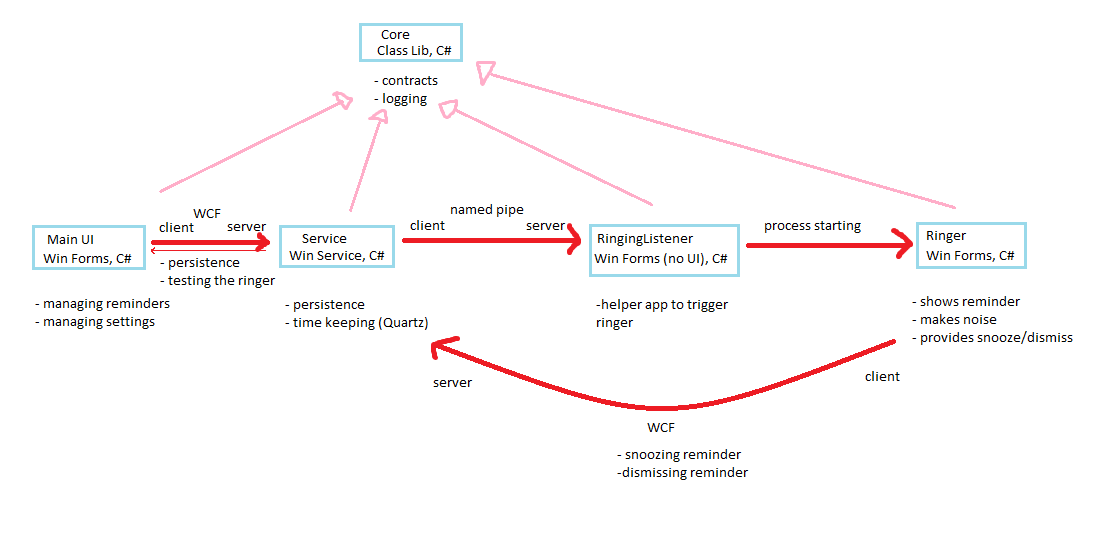 Core
Class Lib, C#
- contracts
- logging
WCF
client
server
named pipe
client
server
process starting
Main UI
Win Forms, C#
Service
Win Service, C#
RingingListener
Win Forms (no UI), C#
Ringer
Win Forms, C#
- persistence
- testing the ringer
- managing reminders
- managing settings
- persistence
- time keeping (Quartz)
-helper app to trigger
ringer
- shows reminder
- makes noise
- provides snooze/dismiss
server
client
WCF
- snoozing reminder
-dismissing reminder